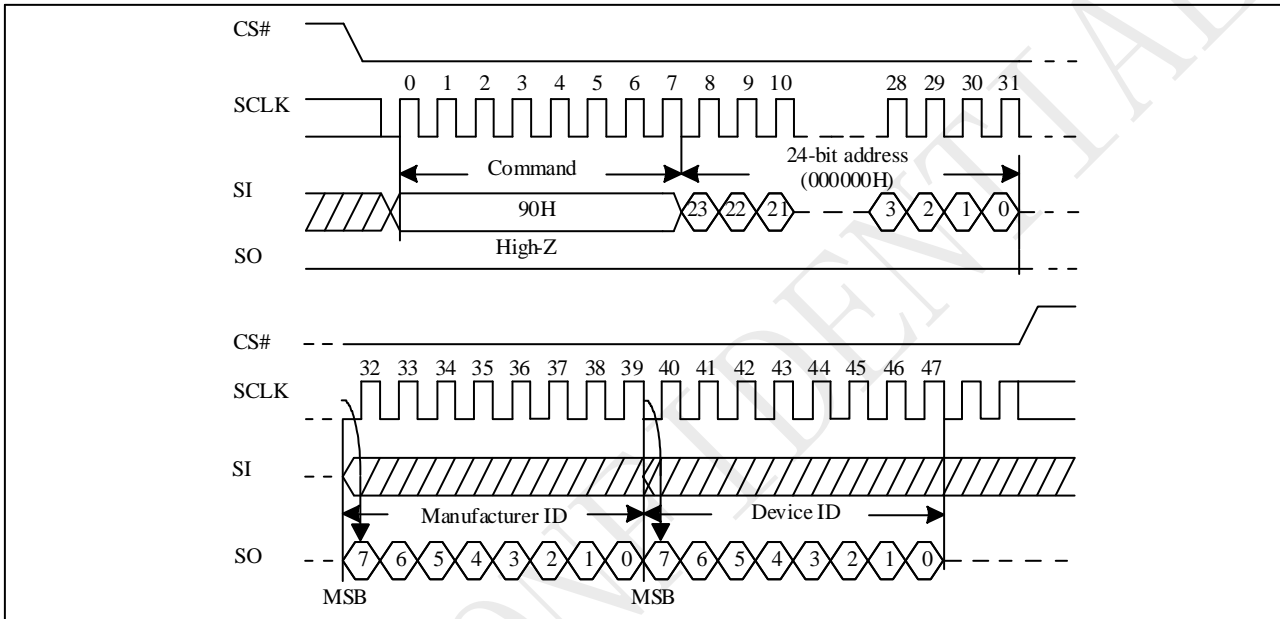 CS#
0 1 2 3 4 5 6 7 8 9 10 28 29 30 31
SCLK
Command 24-bit address
(000000H)
SI
90H 23 22 21 3 2 1 0
High-Z
SO
CS#
32 33 34 35 36 37 38 39 40 41 42 43 44 45 46 47
SCLK
SI
Manufacturer ID Device ID
SO 7 6 5 4 3 2 1 0 7 6 5 4 3 2 1 0
MSB MSB
CONFIDENTIAL